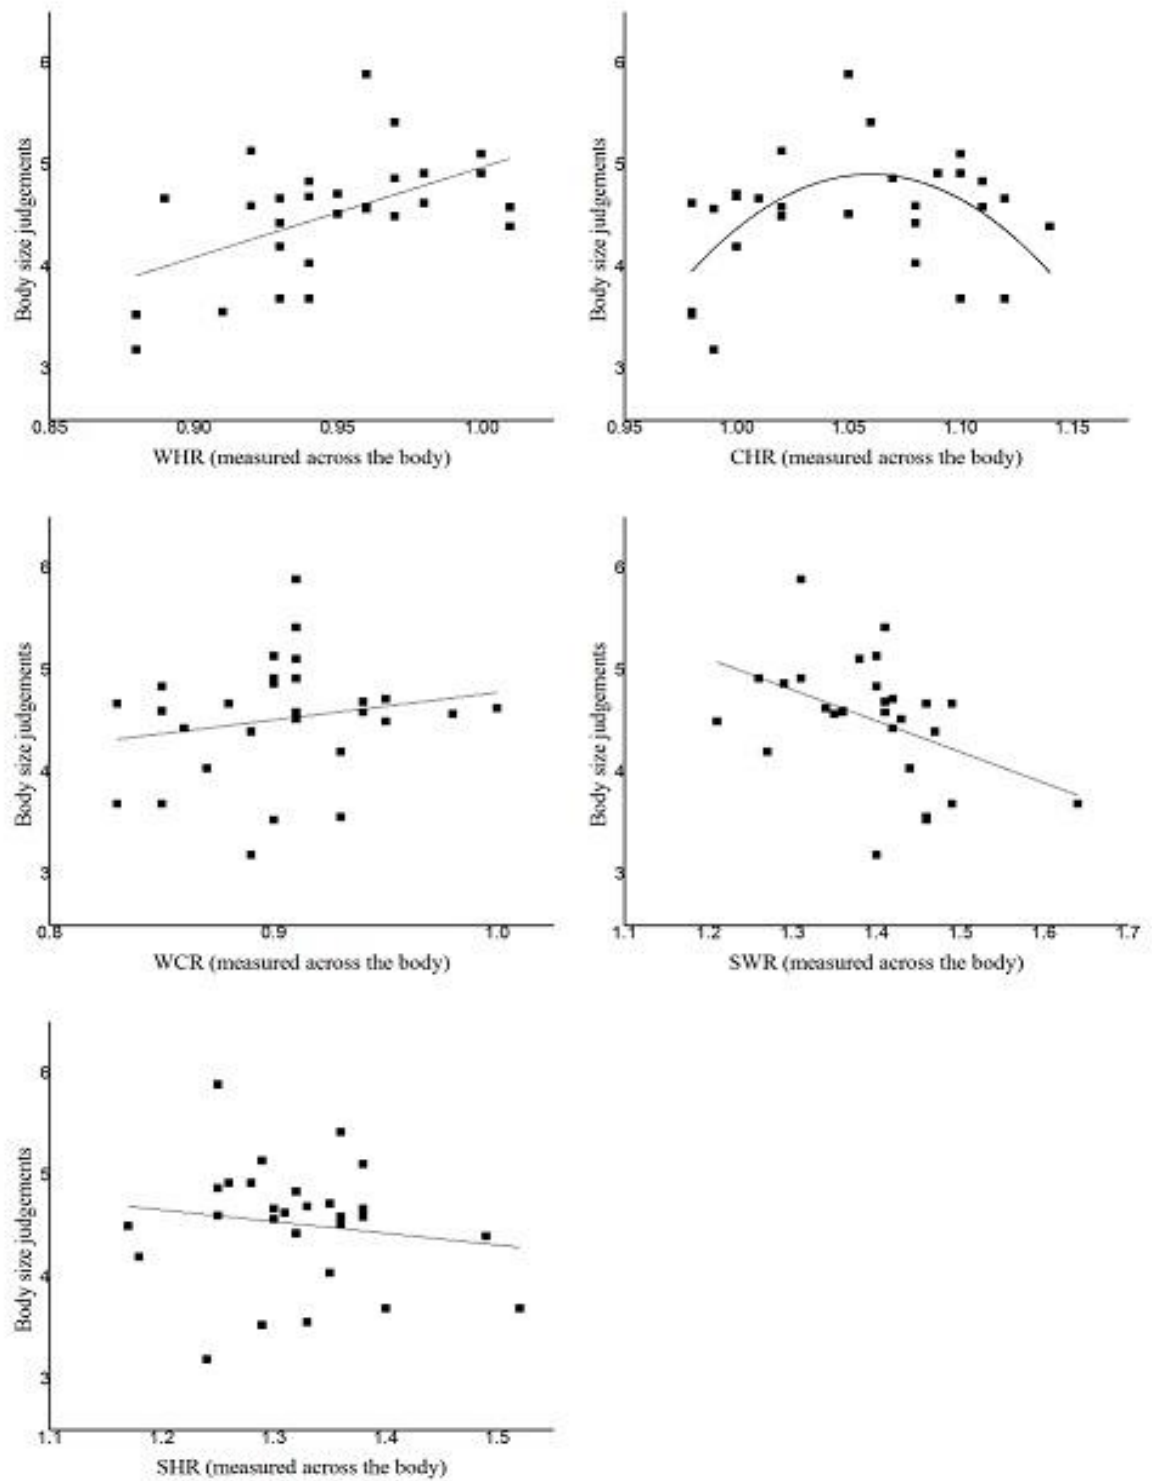 6
5
4
3
Body size judgements
0.85 0.90 0.95 1.00
WHR (measured across the body)
6
5
4
3
Body size judgements
0.95 1.00 1.05 1.10 1.15
CHR (measured across the body)
6
5
4
3
Body size judgements
0.8 0.9 1.0
WCR (measured across the body)
6
5
4
3
Body size judgements
1.1 1.2 1.3 1.4 1.5 1.6 1.7
SWR (measured across the body)
6
5
4
3
Body size judgements
1.1 1.2 1.3 1.4 1.5
SHR (measured across the body)